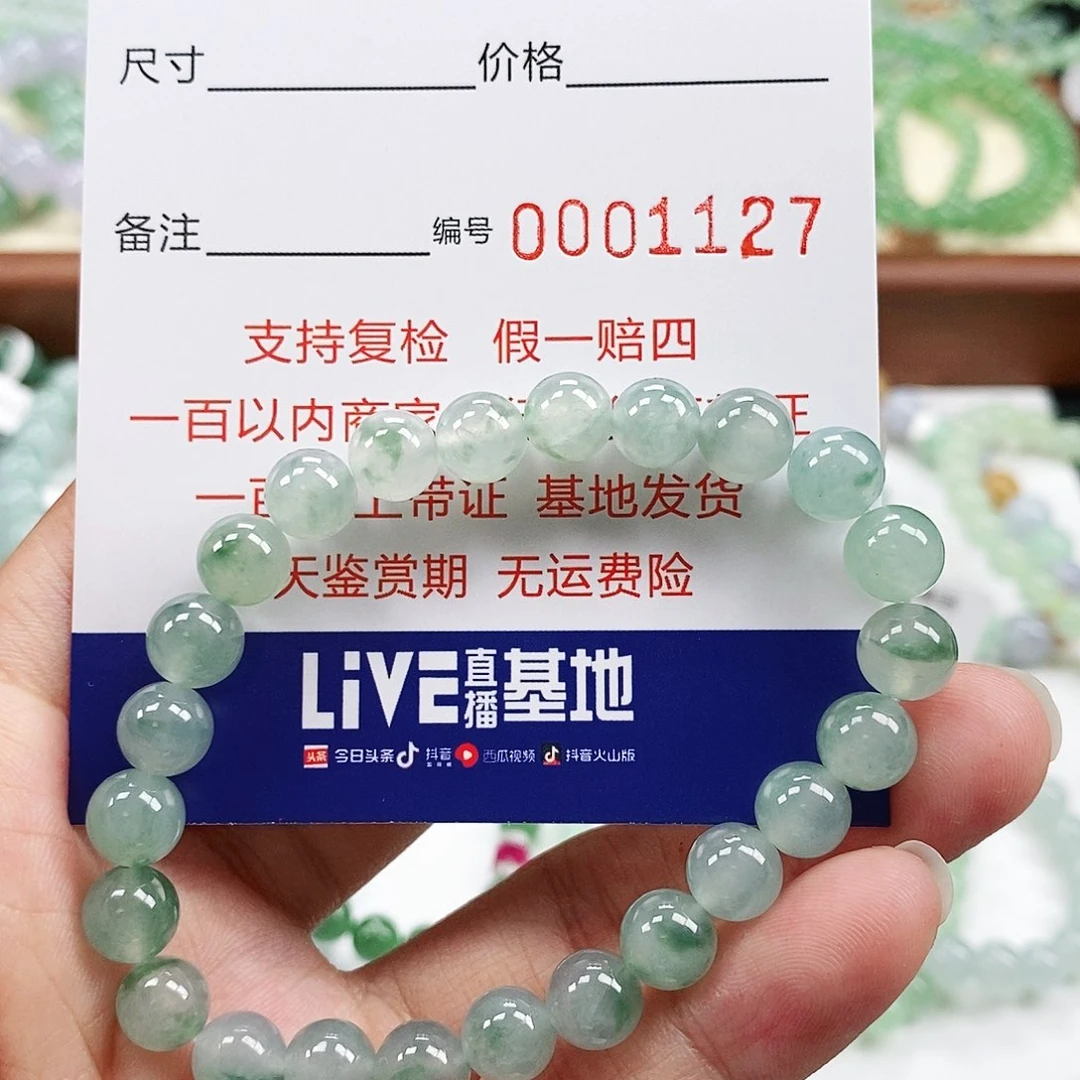 尺寸 价格
备注 编号 0001127
支持复检 假一赔四
一百以内商家
一百 上带证 基地发货
天鉴赏期 无运费险
LiVE直播基地
头条 今日头条 抖音 西瓜视频 抖音火山版